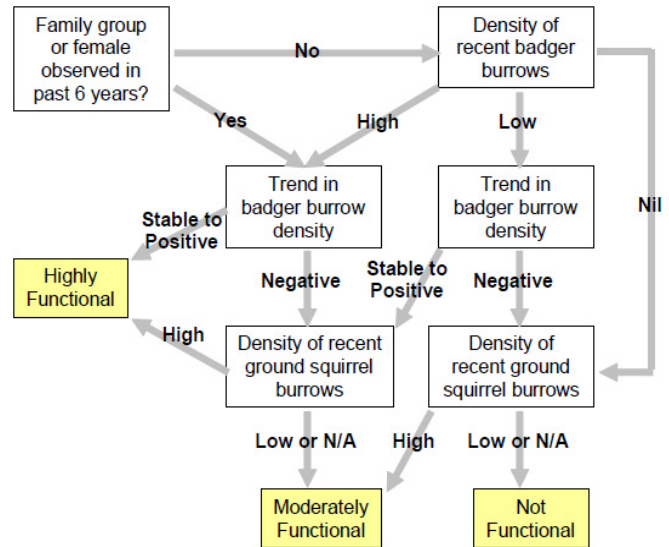 Family group
or female
observed in
past 6 years?
No
Density of
recent badger
burrows
Yes
High
Low
Nil
Trend in
badger burrow
density
Trend in
badger burrow
density
Stable to
Positive
Highly
Functional
Negative
Stable to
Positive
Negative
High
Density of recent
ground squirrel
burrows
Density of
recent ground
squirrel burrows
Low or N/A
High
Low or N/A
Moderately
Functional
Not
Functional